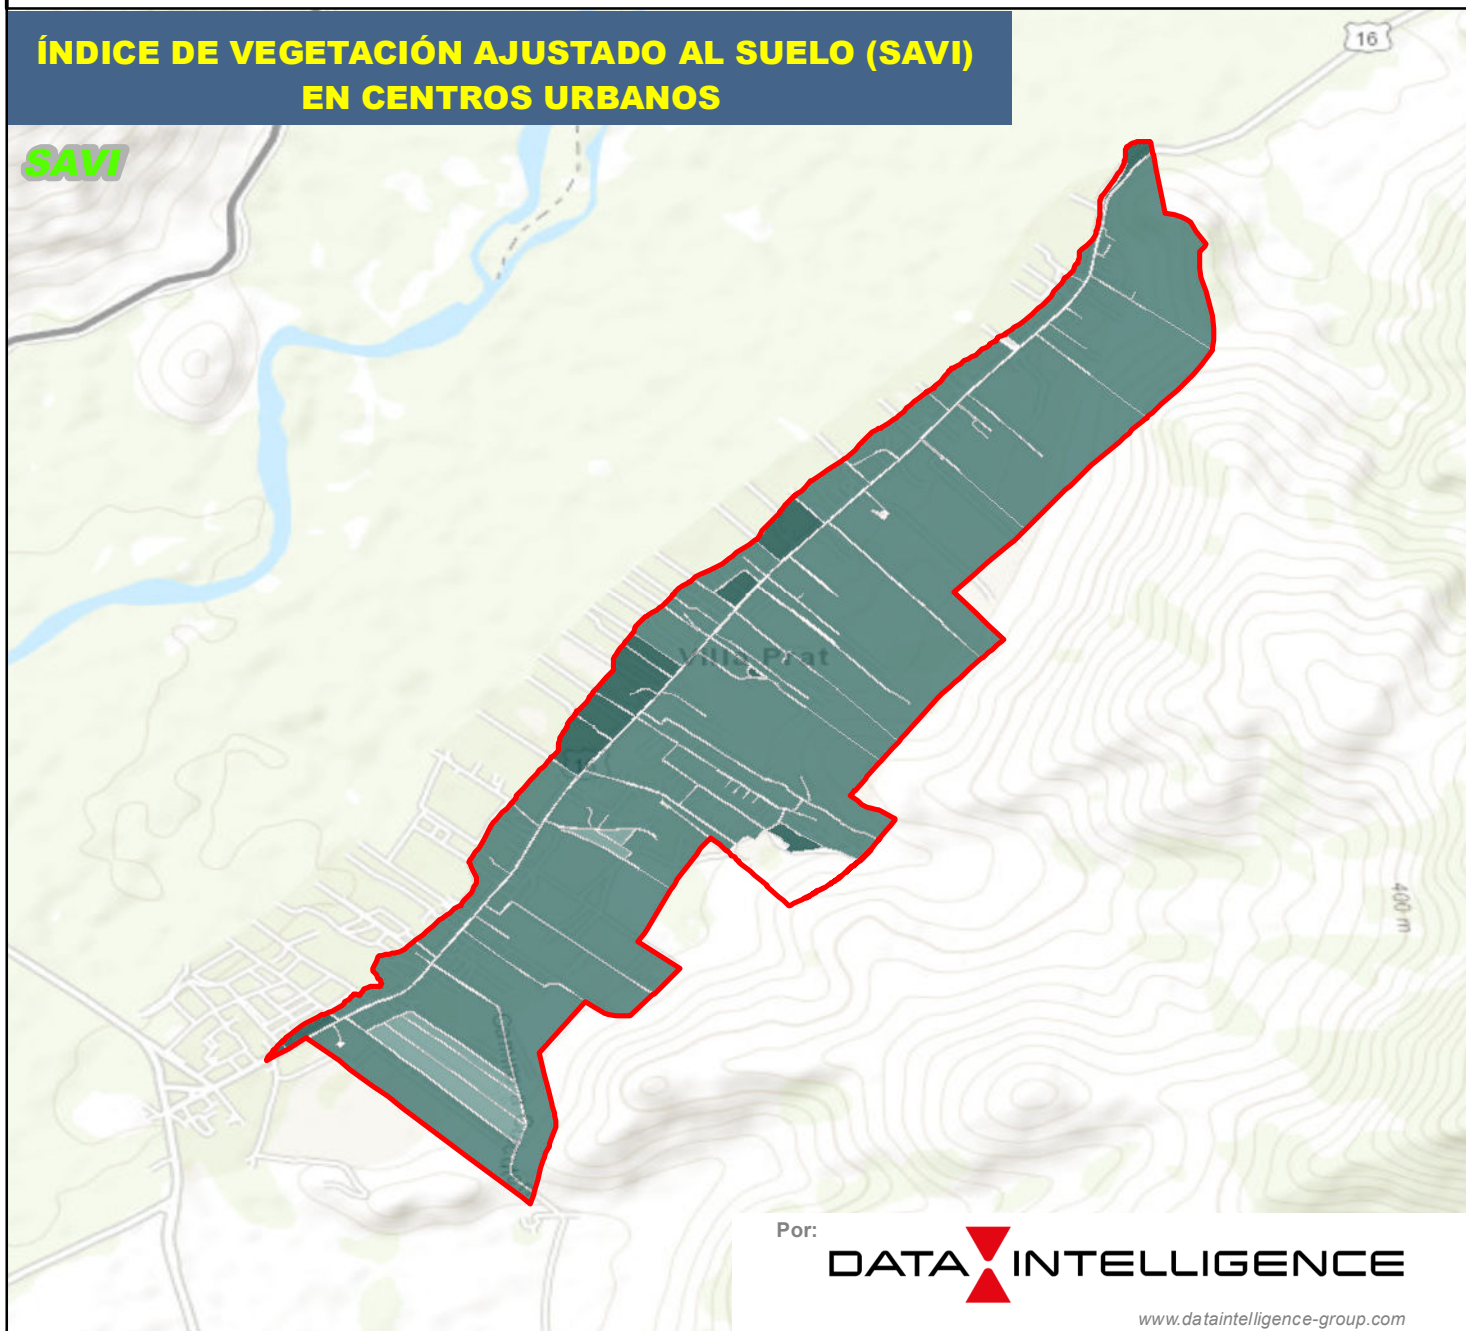 ÍNDICE DE VEGETACIÓN AJUSTADO AL SUELO (SAVI)
EN CENTROS URBANOS
16
SAVI
Villa Prat
400 m
Por:
DATA INTELLIGENCE
www.dataintelligence-group.com